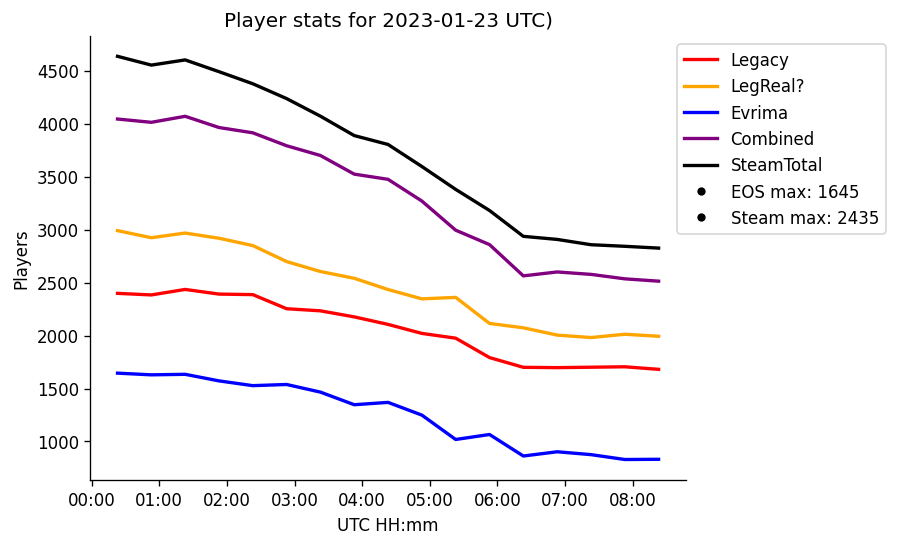 Player stats for 2023-01-23 UTC)
Legacy
LegReal?
Evrima
Combined
SteamTotal
EOS max: 1645
Steam max: 2435
Players
4500
4000
3500
3000
2500
2000
1500
1000
00:00 01:00 02:00 03:00 04:00 05:00 06:00 07:00 08:00
UTC HH:mm